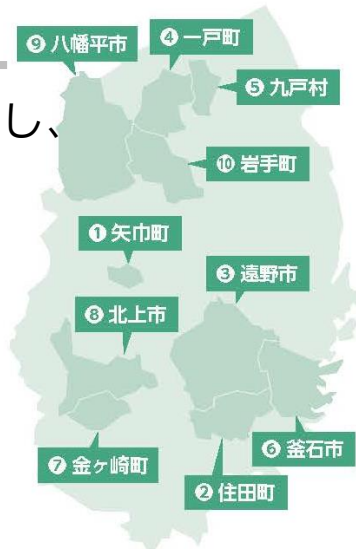 ❾ 八幡平市
❹ 一戸町
❺ 九戸村
し、
❿ 岩手町
❶ 矢巾町
❸ 遠野市
❽ 北上市
❻ 釜石市
❼ 金ケ崎町
❷ 住田町